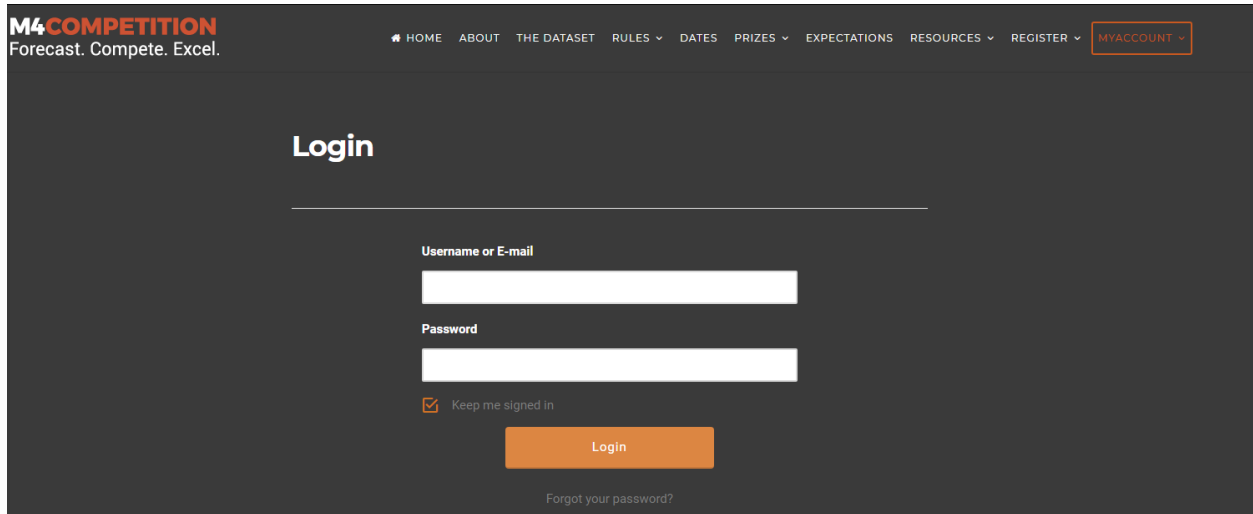 M4COMPETITION
Forecast. Compete. Excel.
HOME ABOUT THE DATASET RULES DATES PRIZES EXPECTATIONS RESOURCES REGISTER MYACCOUNT
Login
Username or E-mail
Password
Keep me signed in
Login
Forgot your password?